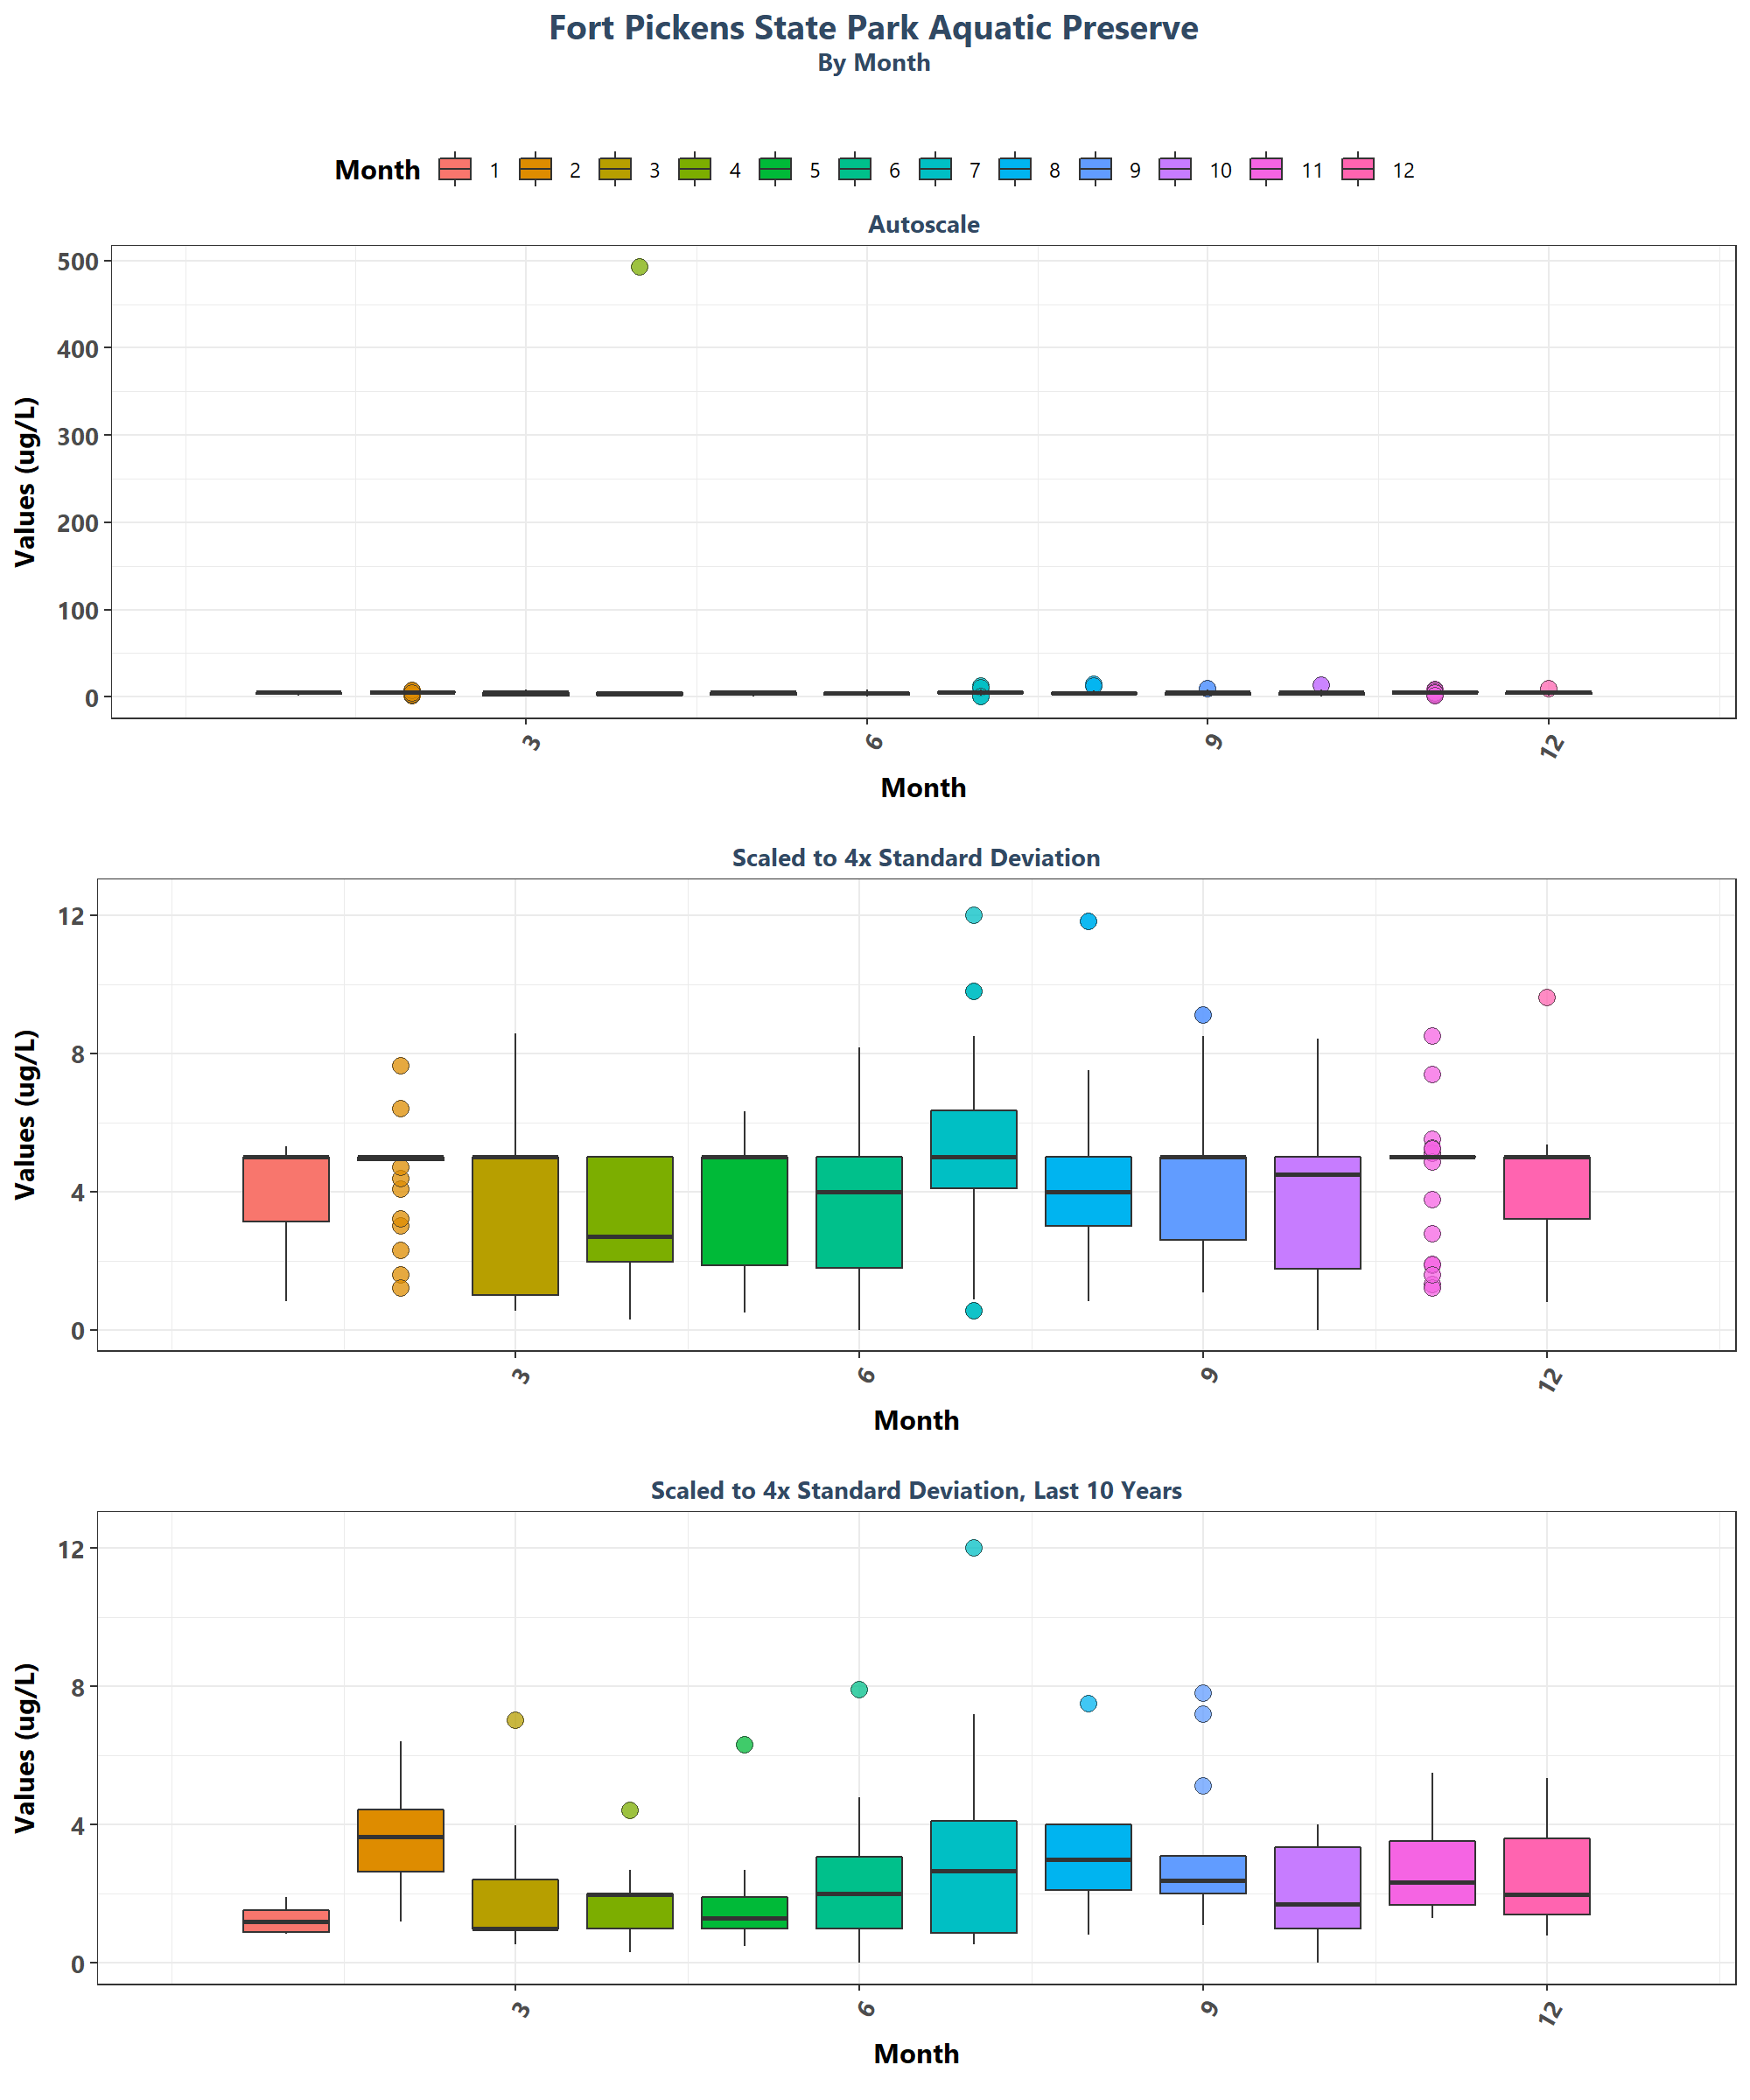 Fort Pickens State Park Aquatic Preserve
By Month
Month 1 2 3 4 5 6 7 8 9 10 11 12
Autoscale
Values (ug/L)
500
400
300
200
100
0
3 6 9 12
Month
Scaled to 4x Standard Deviation
Values (ug/L)
12
8
4
0
3 6 9 12
Month
Scaled to 4x Standard Deviation, Last 10 Years
Values (ug/L)
12
8
4
0
3 6 9 12
Month